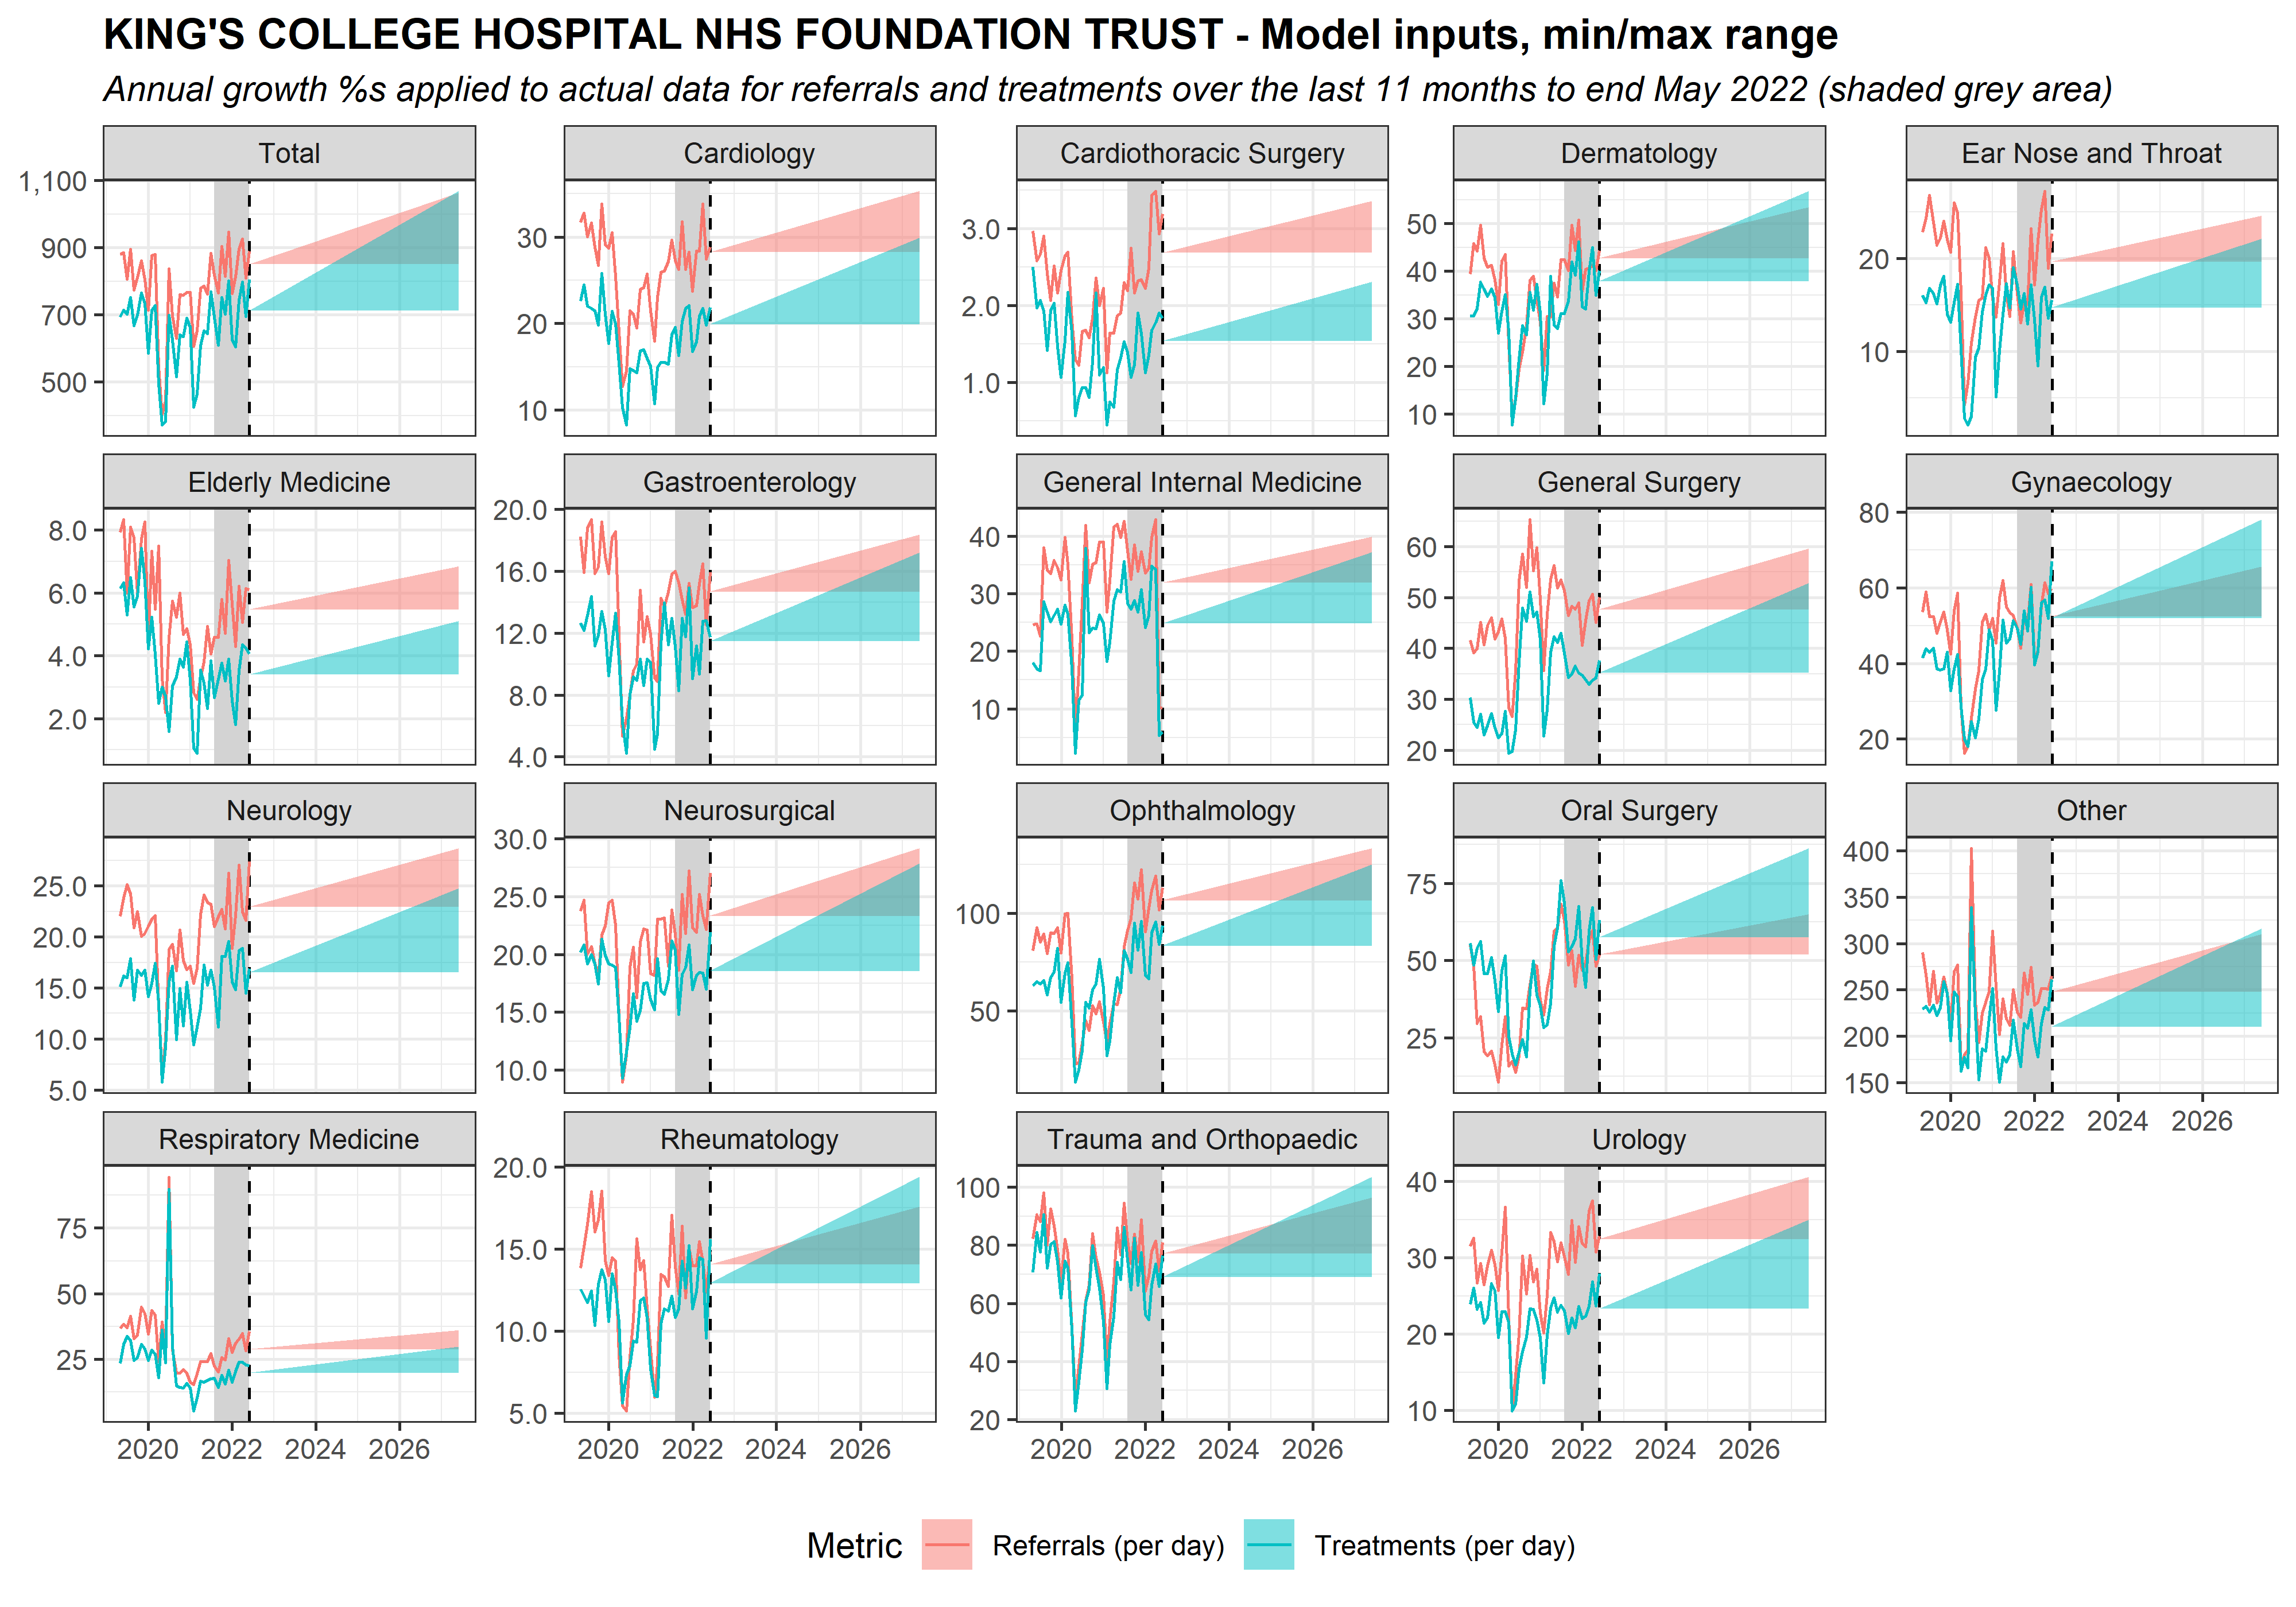 KING'S COLLEGE HOSPITAL NHS FOUNDATION TRUST - Model inputs, min/max range
Annual growth %s applied to actual data for referrals and treatments over the last 11 months to end May 2022 (shaded grey area)
Total
1,100
900
700
500
Cardiology
30
20
10
Cardiothoracic Surgery
3.0
2.0
1.0
Dermatology
50
40
30
20
10
Ear Nose and Throat
20
10
Elderly Medicine
8.0
6.0
4.0
2.0
Gastroenterology
20.0
16.0
12.0
8.0
4.0
General Internal Medicine
40
30
20
10
General Surgery
60
50
40
30
20
Gynaecology
80
60
40
20
Neurology
25.0
20.0
15.0
10.0
5.0
Neurosurgical
30.0
25.0
20.0
15.0
10.0
Ophthalmology
100
50
Oral Surgery
75
50
25
Other
400
350
300
250
200
150
2020 2022 2024 2026
Respiratory Medicine
75
50
25
2020 2022 2024 2026
Rheumatology
20.0
15.0
10.0
5.0
2020 2022 2024 2026
Trauma and Orthopaedic
100
80
60
40
20
2020 2022 2024 2026
Urology
40
30
20
10
2020 2022 2024 2026
Metric Referrals (per day) Treatments (per day)